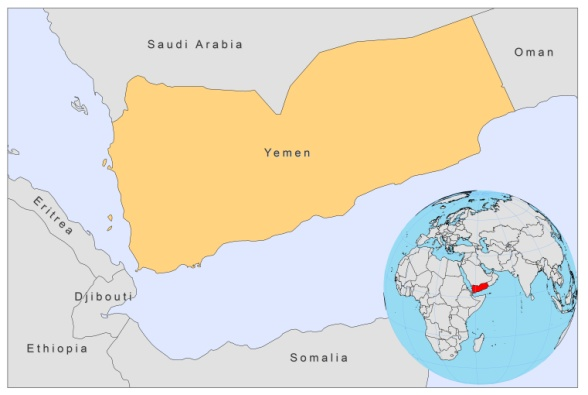 Saudi Arabia
Oman
Yemen
Eritrea
Djibouti
Ethiopia
Somalia